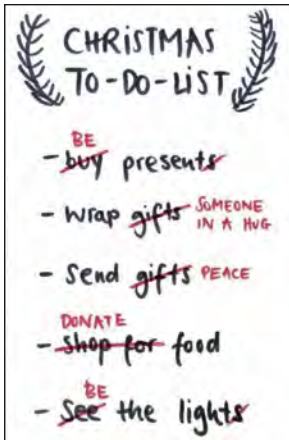 CHRiSTMAS
TO-DO-LiST
BE
- buy presents
- wrap gifts SOMEONE
IN A HUG
- send gifts PEACE
DONATE
- shop for food
BE
- See the lights